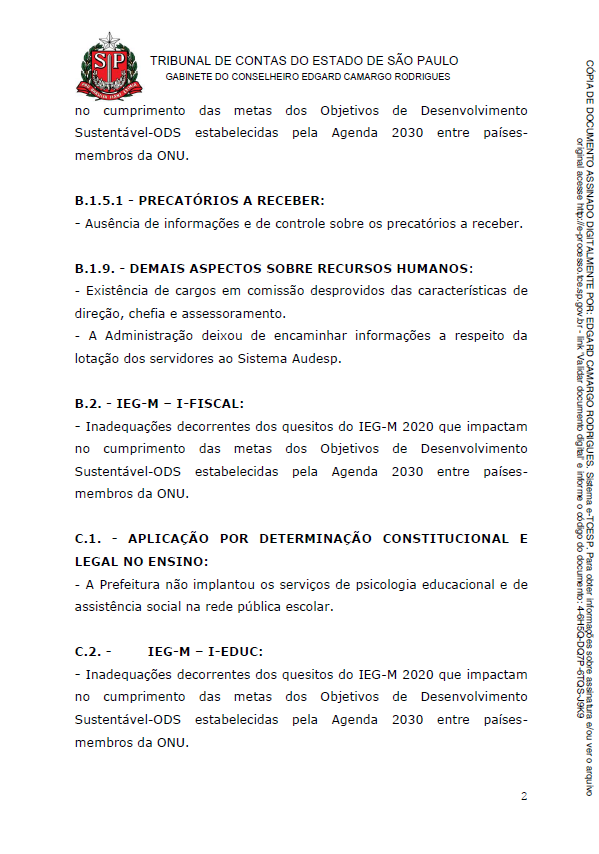 TRIBUNAL DE CONTAS DO ESTADO DE SÃO PAULO
GABINETE DO CONSELHEIRO EDGARD CAMARGO RODRIGUES
no cumprimento das metas dos Objetivos de Desenvolvimento
Sustentável-ODS estabelecidas pela Agenda 2030 entre países-
membros da ONU.
B.1.5.1 - PRECATÓRIOS A RECEBER:
- Ausência de informações e de controle sobre os precatórios a receber.
B.1.9. - DEMAIS ASPECTOS SOBRE RECURSOS HUMANOS:
- Existência de cargos em comissão desprovidos das características de
direção, chefia e assessoramento.
- A Administração deixou de encaminhar informações a respeito da
lotação dos servidores ao Sistema Audesp.
B.2. - IEG-M – I-FISCAL:
- Inadequações decorrentes dos quesitos do IEG-M 2020 que impactam
no cumprimento das metas dos Objetivos de Desenvolvimento
Sustentável-ODS estabelecidas pela Agenda 2030 entre países-
membros da ONU.
C.1. - APLICAÇÃO POR DETERMINAÇÃO CONSTITUCIONAL E
LEGAL NO ENSINO:
- A Prefeitura não implantou os serviços de psicologia educacional e de
assistência social na rede pública escolar.
C.2. - IEG-M – I-EDUC:
- Inadequações decorrentes dos quesitos do IEG-M 2020 que impactam
no cumprimento das metas dos Objetivos de Desenvolvimento
Sustentável-ODS estabelecidas pela Agenda 2030 entre países-
membros da ONU.
2
CÓPIA DE DOCUMENTO ASSINADO DIGITALMENTE POR: EDGARD CAMARGO RODRIGUES. Sistema e-TCESP. Para obter informações sobre assinatura e/ou ver o arquivo
original acesse http://e-processo.tce.sp.gov.br - link 'Validar documento digital' e informe o código do documento: 4-6H5Q-DQ7P-6TQS-J9K9